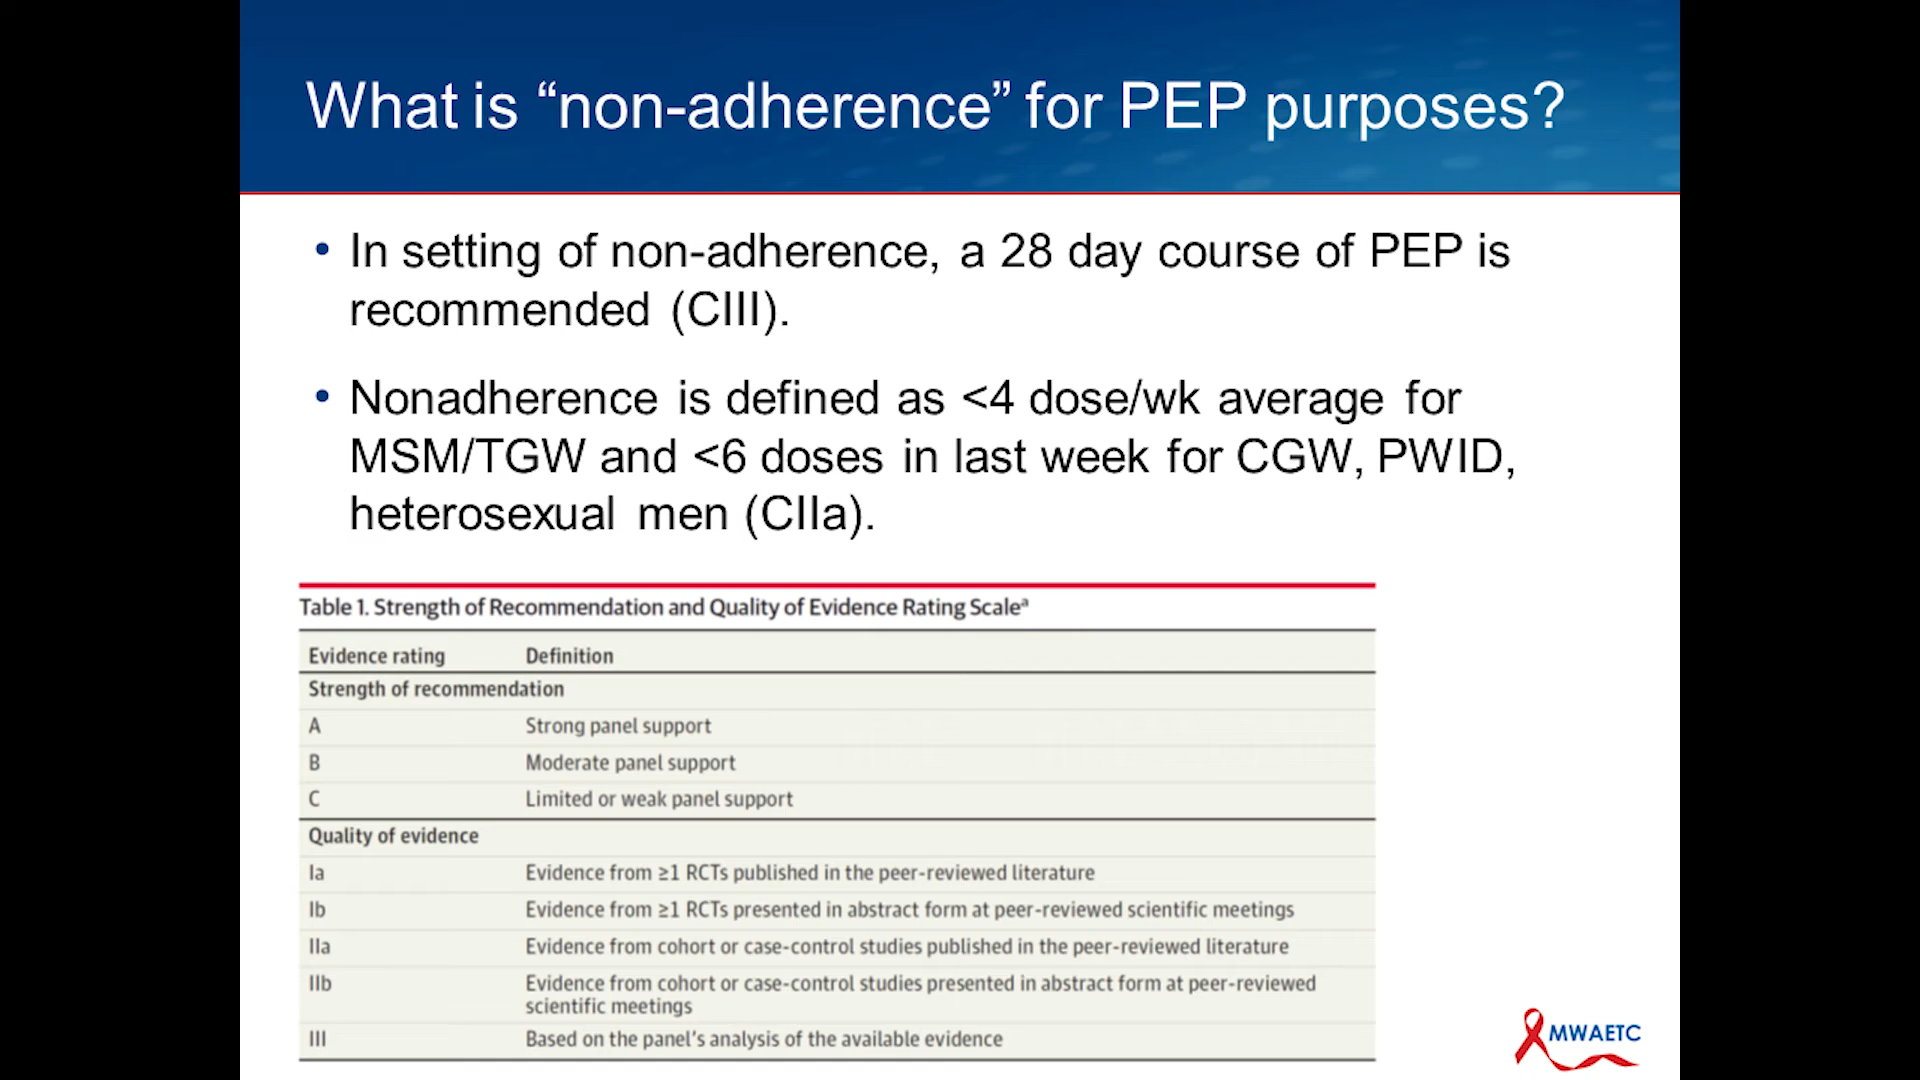 What is “non-adherence” for PEP purposes?
• In setting of non-adherence, a 28 day course of PEP is
recommended (CIII).
• Nonadherence is defined as <4 dose/wk average for
MSM/TGW and <6 doses in last week for CGW, PWID,
heterosexual men (CIIa).
Table 1. Strength of Recommendation and Quality of Evidence Rating Scaleª
Evidence rating Definition
Strength of recommendation
A Strong panel support
B Moderate panel support
C Limited or weak panel support
Quality of evidence
Ia Evidence from ≥1 RCTs published in the peer-reviewed literature
Ib Evidence from ≥1 RCTs presented in abstract form at peer-reviewed scientific meetings
IIa Evidence from cohort or case-control studies published in the peer-reviewed literature
IIb Evidence from cohort or case-control studies presented in abstract form at peer-reviewed
scientific meetings
III Based on the panel’s analysis of the available evidence
MWAETC